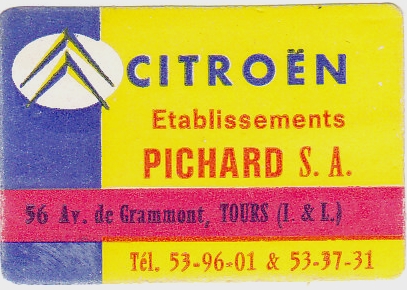 CITROËN
Etablissements
PICHARD S. A.
56 Av. de Grammont, TOURS (I. & L.)
Tél. 53-96-01 & 53-37-31